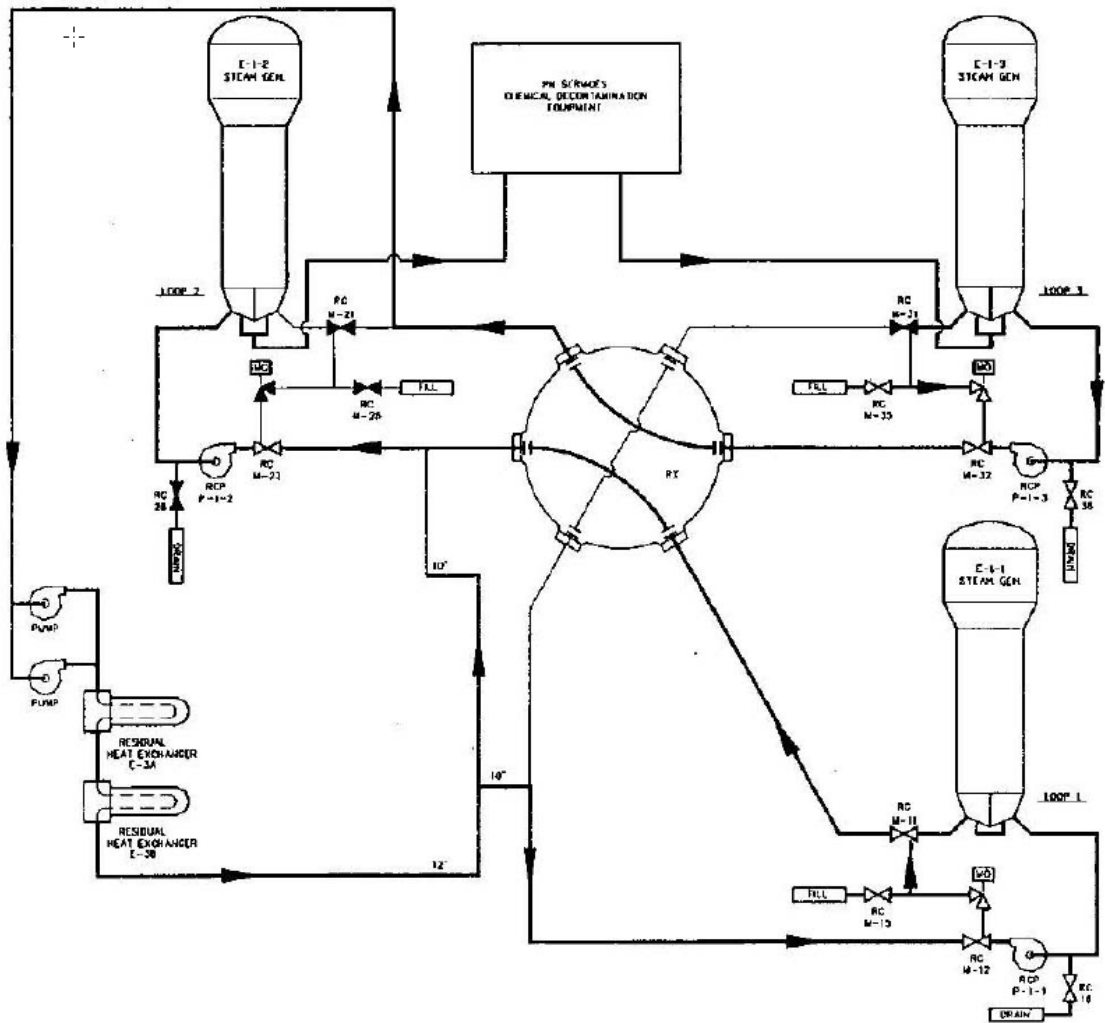 E-1-2
STEAM GEN.
PN SERVICES
CHEMICAL DECONTAMINATION
EQUIPMENT
E-1-3
STEAM GEN
LOOP 2
RC
M-21
RC
M-31
LOOP 3
MO
FILL
RC
M-25
FILL
RC
M-35
MO
RCP
P-1-2
RC
RX
RC
M-32
RCP
P-1-3
RC
26
DRAIN
RC
36
DRAIN
10"
E-1-1
STEAM GEN.
PUMP
PUMP
RESIDUAL
HEAT EXCHANGER
E-3A
10"
RESIDUAL
HEAT EXCHANGER
E-3B
RC
M-11
LOOP 1
12"
MO
FILL
RC
M-15
RC
M-12
RCP
P-1-1
RC
16
DRAIN